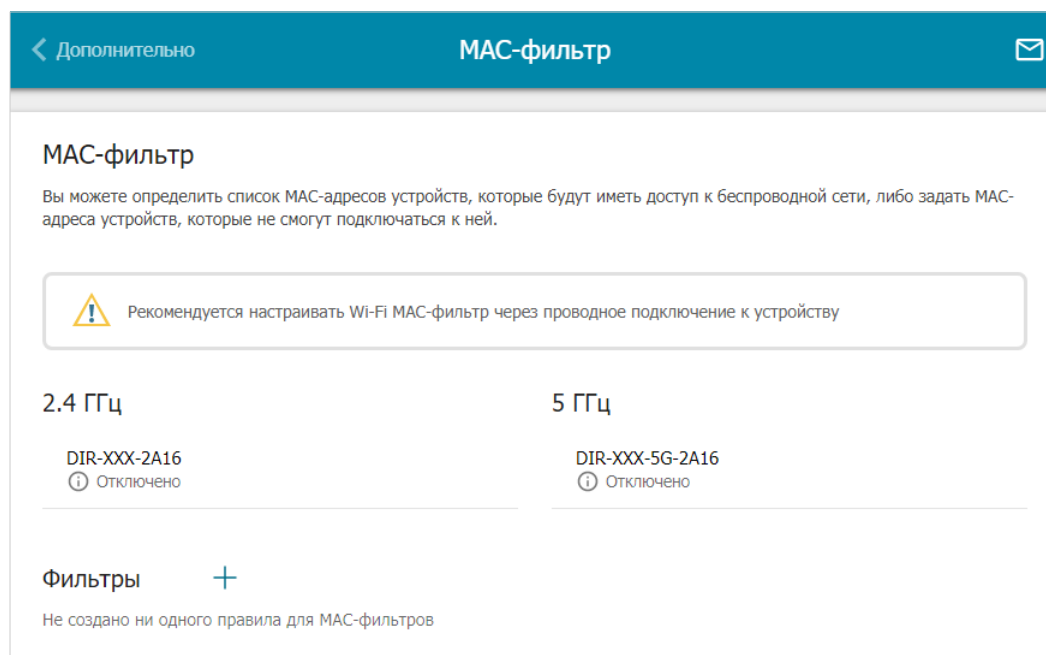 Дополнительно
MAC-фильтр
MAC-фильтр
Вы можете определить список MAC-адресов устройств, которые будут иметь доступ к беспроводной сети, либо задать MAC-
адреса устройств, которые не смогут подключаться к ней.
Рекомендуется настраивать Wi-Fi MAC-фильтр через проводное подключение к устройству
2.4 ГГц
5 ГГц
DIR-XXX-2A16
Отключено
DIR-XXX-5G-2A16
Отключено
Фильтры
Не создано ни одного правила для MAC-фильтров